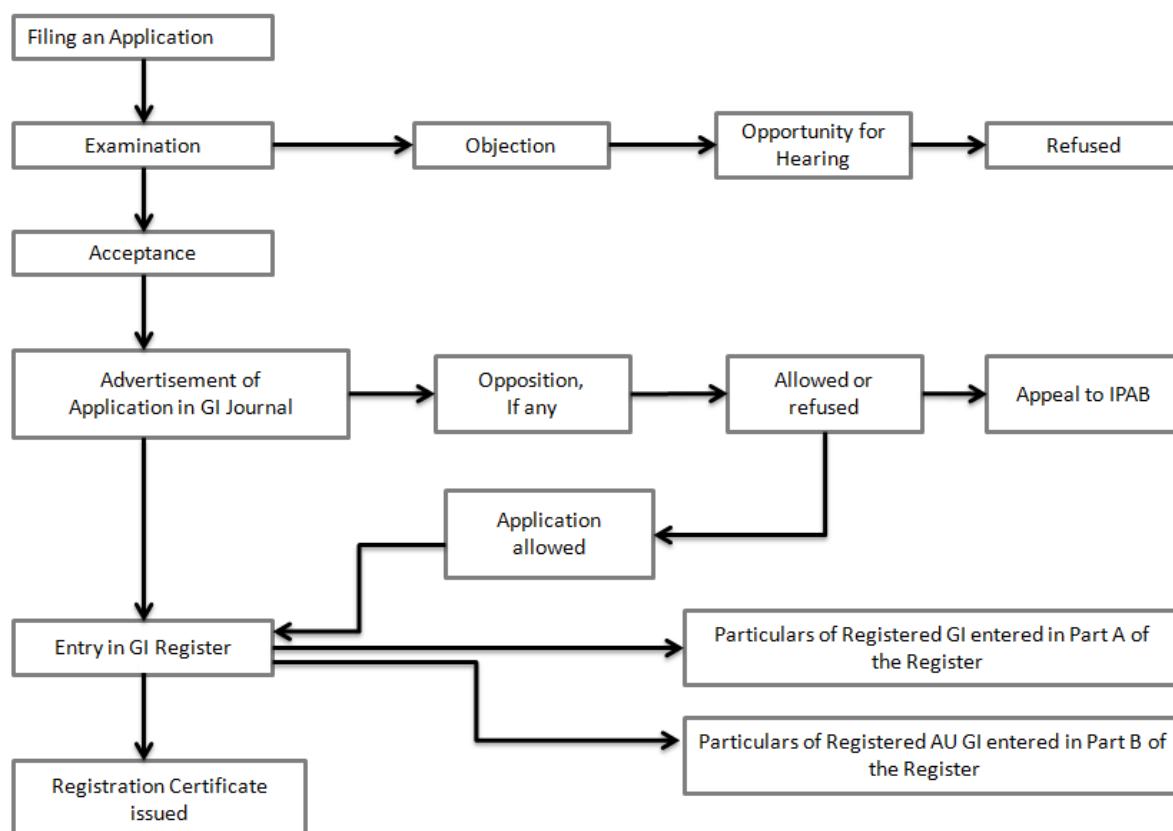 Filing an Application
Examination
Objection
Opportunity for
Hearing
Refused
Acceptance
Advertisement of
Application in GI Journal
Opposition,
If any
Allowed or
refused
Appeal to IPAB
Application
allowed
Entry in GI Register
Particulars of Registered GI entered in Part A of
the Register
Particulars of Registered AU GI entered in Part B of
the Register
Registration Certificate
issued